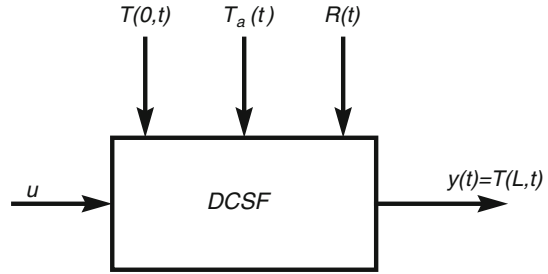 T(0,t) T_a(t) R(t)
u DCSF y(t)=T(L,t)